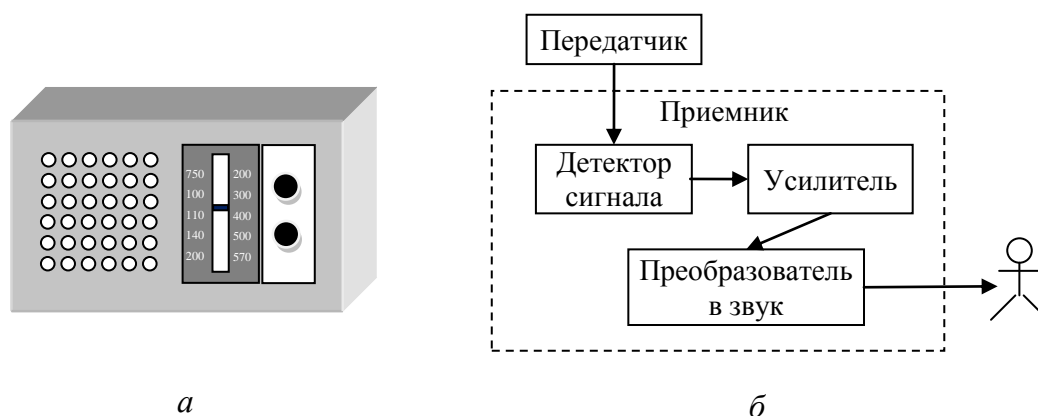 750 200
100 300
110 400
140 500
200 570
а
Передатчик
Приемник
Детектор
сигнала
Усилитель
Преобразователь
в звук
б